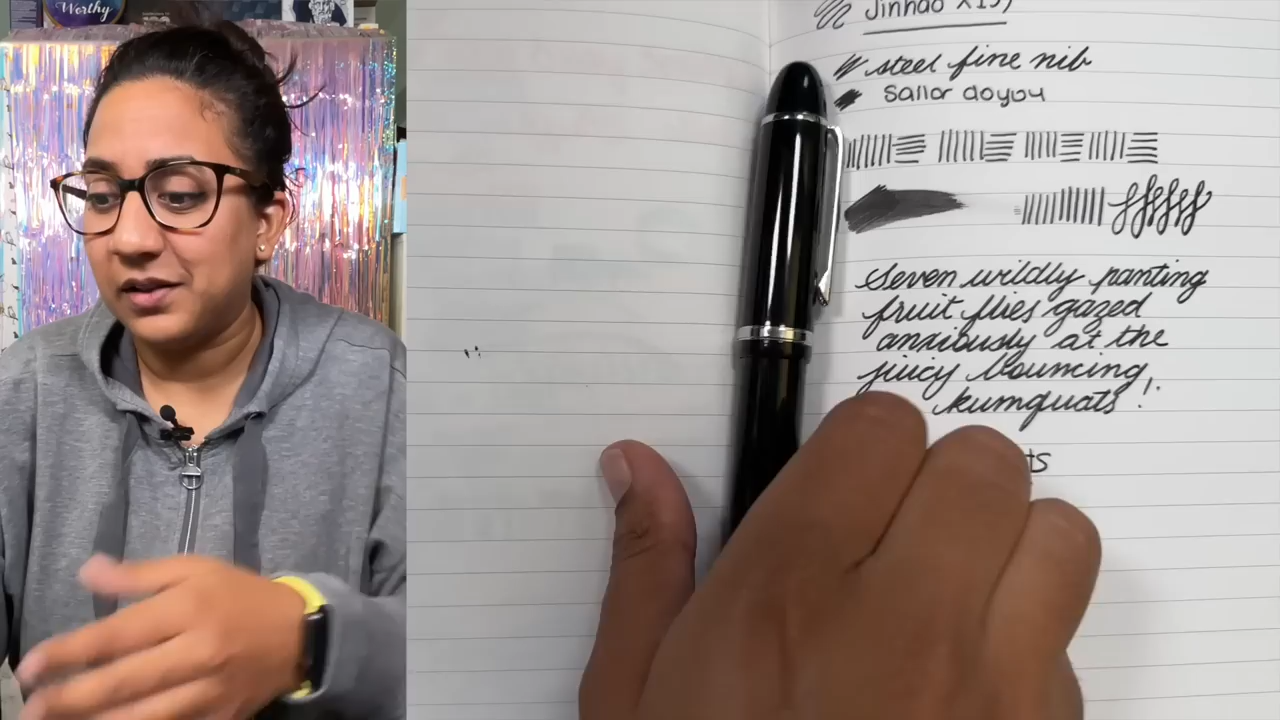 Worthy
Jinhao X159
steel fine nib
Sailor doyou
Seven wildly panting
fruit flies gazed
anxiously at the
juicy bouncing
kumquats!
ts